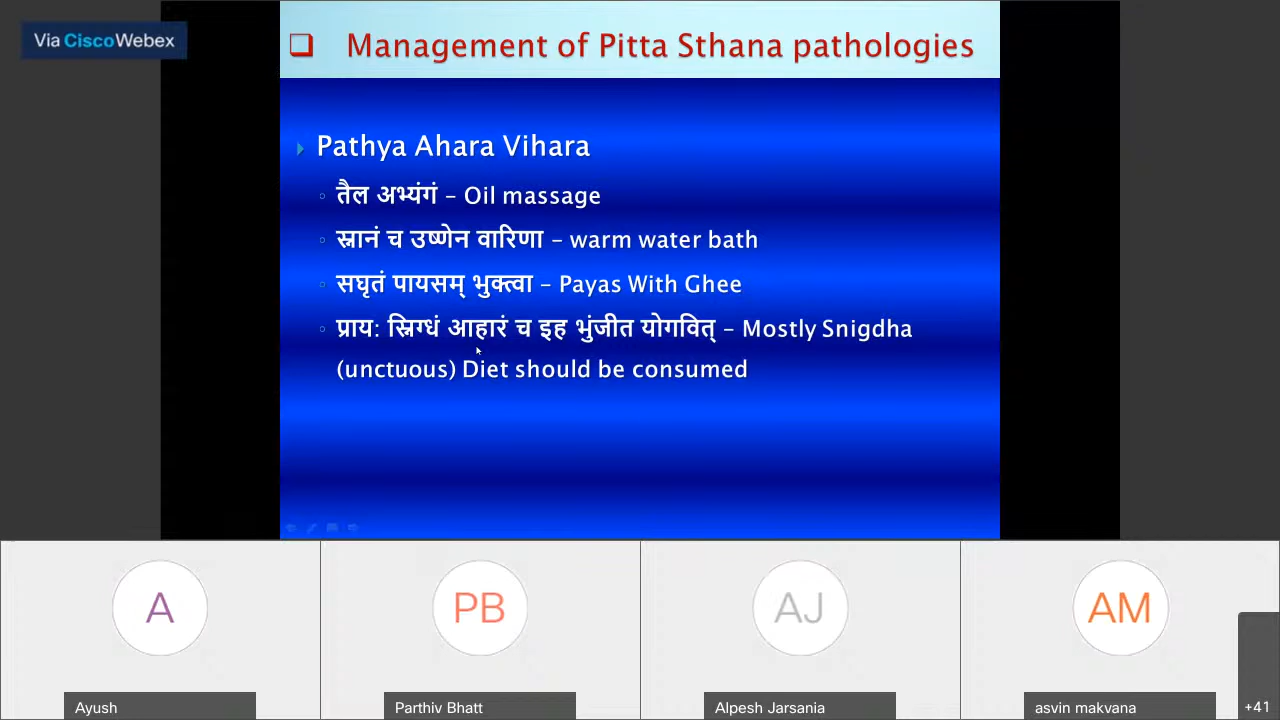 Via CiscoWebex
❑ Management of Pitta Sthana pathologies
Pathya Ahara Vihara
तैल अभ्यंगं – Oil massage
स्नानं च उष्णेन वारिणा – warm water bath
सघृतं पायसम् भुक्त्वा – Payas With Ghee
प्राय: स्निग्धं आहारं च इह भुंजीत योगवित् – Mostly Snigdha
(unctuous) Diet should be consumed
A
PB
AJ
AM
Ayush
Parthiv Bhatt
Alpesh Jarsania
asvin makvana
+41